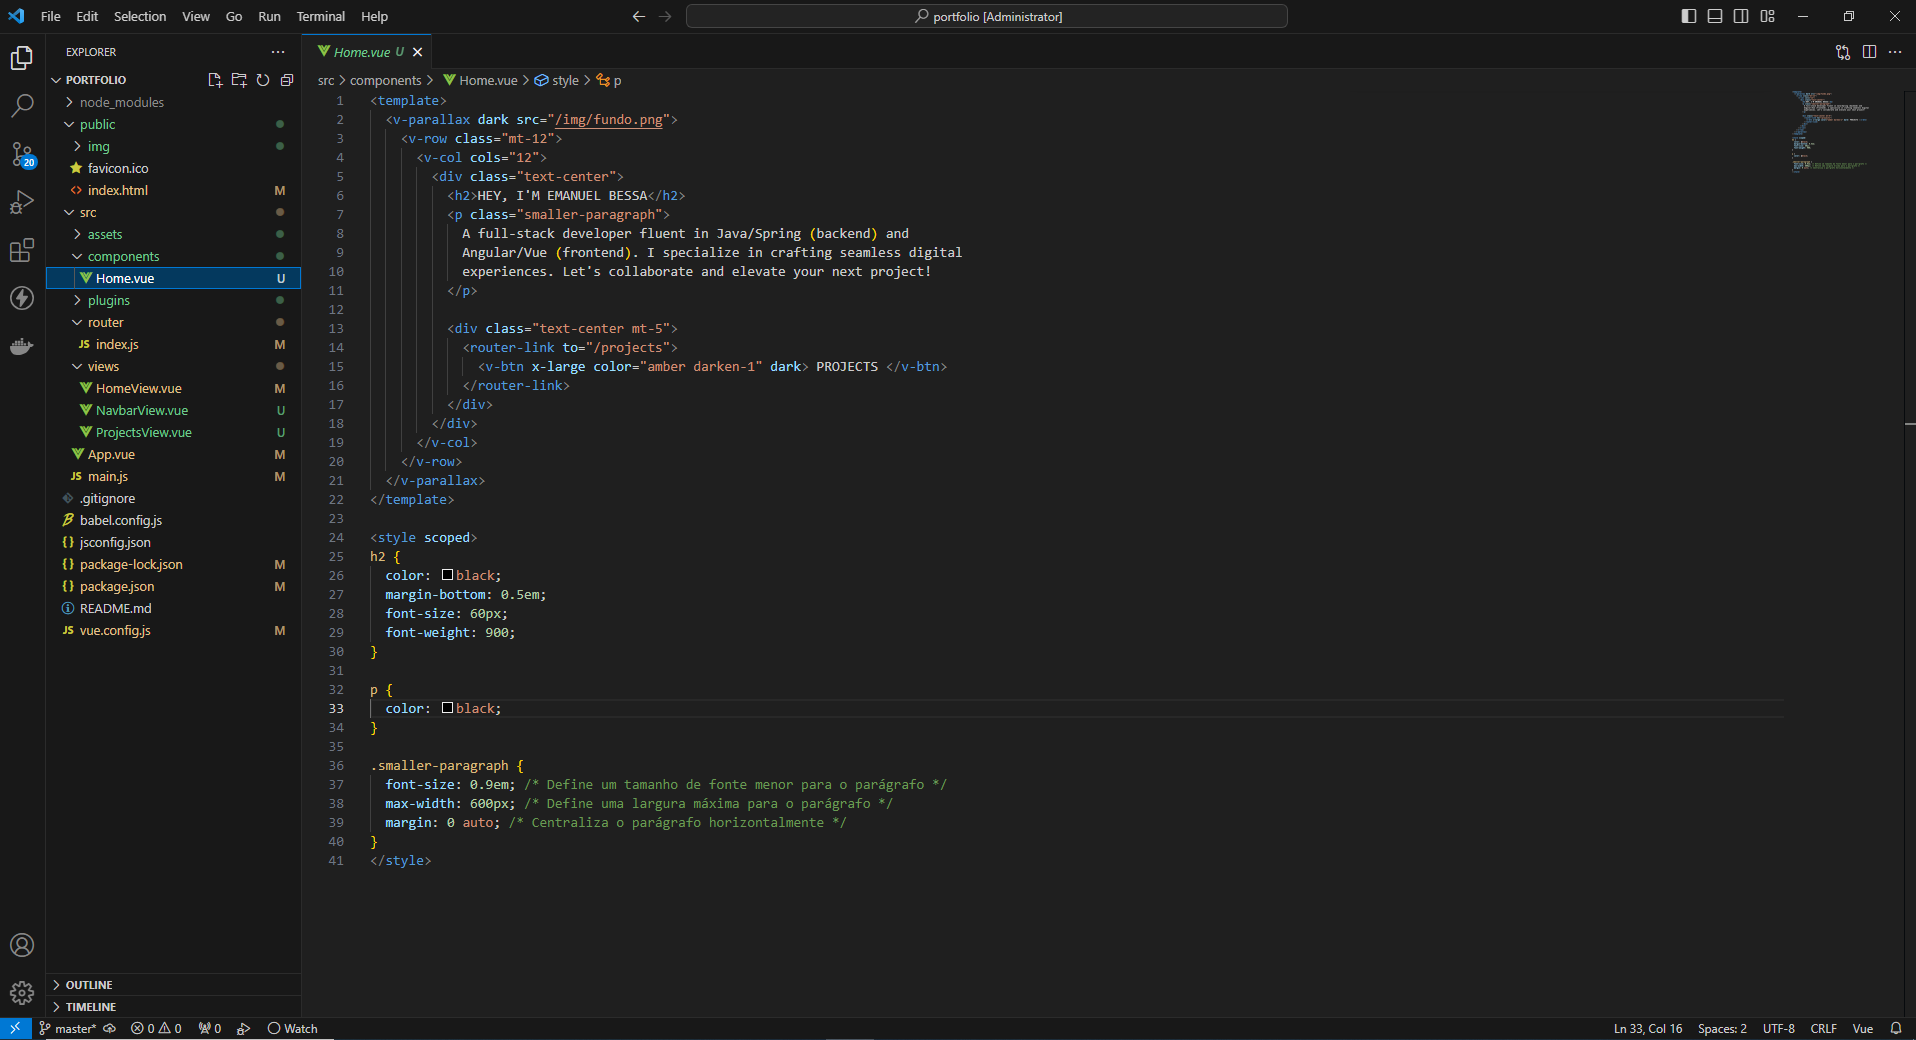 File Edit Selection View Go Run Terminal Help
portfolio [Administrator]
EXPLORER
PORTFOLIO
node_modules
public
img
favicon.ico
index.html M
src
assets
components
Home.vue U
plugins
router
JS index.js M
views
HomeView.vue M
NavbarView.vue U
ProjectsView.vue U
App.vue M
JS main.js M
.gitignore
babel.config.js
{} jsconfig.json
{} package-lock.json M
{} package.json M
README.md
JS vue.config.js M
OUTLINE
TIMELINE
20
Home.vue U
src > components > Home.vue > style > p
1 <template>
2 <v-parallax dark src="/img/fundo.png">
3 <v-row class="mt-12">
4 <v-col cols="12">
5 <div class="text-center">
6 <h2>HEY, I'M EMANUEL BESSA</h2>
7 <p class="smaller-paragraph">
8 A full-stack developer fluent in Java/Spring (backend) and
9 Angular/Vue (frontend). I specialize in crafting seamless digital
10 experiences. Let's collaborate and elevate your next project!
11 </p>
12
13 <div class="text-center mt-5">
14 <router-link to="/projects">
15 <v-btn x-large color="amber darken-1" dark> PROJECTS </v-btn>
16 </router-link>
17 </div>
18 </div>
19 </v-col>
20 </v-row>
21 </v-parallax>
22 </template>
23
24 <style scoped>
25 h2 {
26 color: black;
27 margin-bottom: 0.5em;
28 font-size: 60px;
29 font-weight: 900;
30 }
31
32 p {
33 color: black;
34 }
35
36 .smaller-paragraph {
37 font-size: 0.9em; /* Define um tamanho de fonte menor para o parágrafo */
38 max-width: 600px; /* Define uma largura máxima para o parágrafo */
39 margin: 0 auto; /* Centraliza o parágrafo horizontalmente */
40 }
41 </style>
master* 0 0 0 Watch
Ln 33, Col 16 Spaces: 2 UTF-8 CRLF Vue